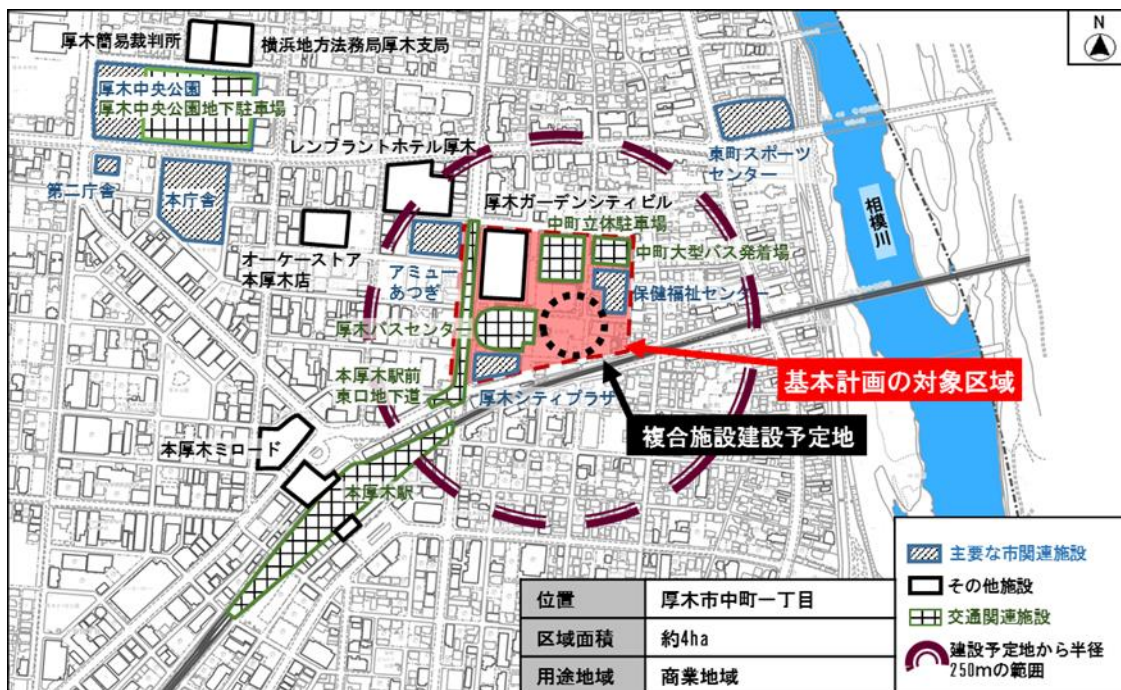 N
厚木簡易裁判所
横浜地方法務局厚木支局
厚木中央公園
厚木中央公園地下駐車場
レンブラントホテル厚木
東町スポーツ
センター
第二庁舎
本庁舎
厚木ガーデンシティビル
中町立体駐車場
中町大型バス発着場
相模川
オーケーストア
本厚木店
アミュー
あつぎ
保健福祉センター
厚木バスセンター
本厚木駅前
東口地下道
厚木シティプラザ
基本計画の対象区域
複合施設建設予定地
本厚木ミロード
本厚木駅
主要な市関連施設
その他施設
交通関連施設
建設予定地から半径
250mの範囲
位置 厚木市中町一丁目
区域面積 約4ha
用途地域 商業地域